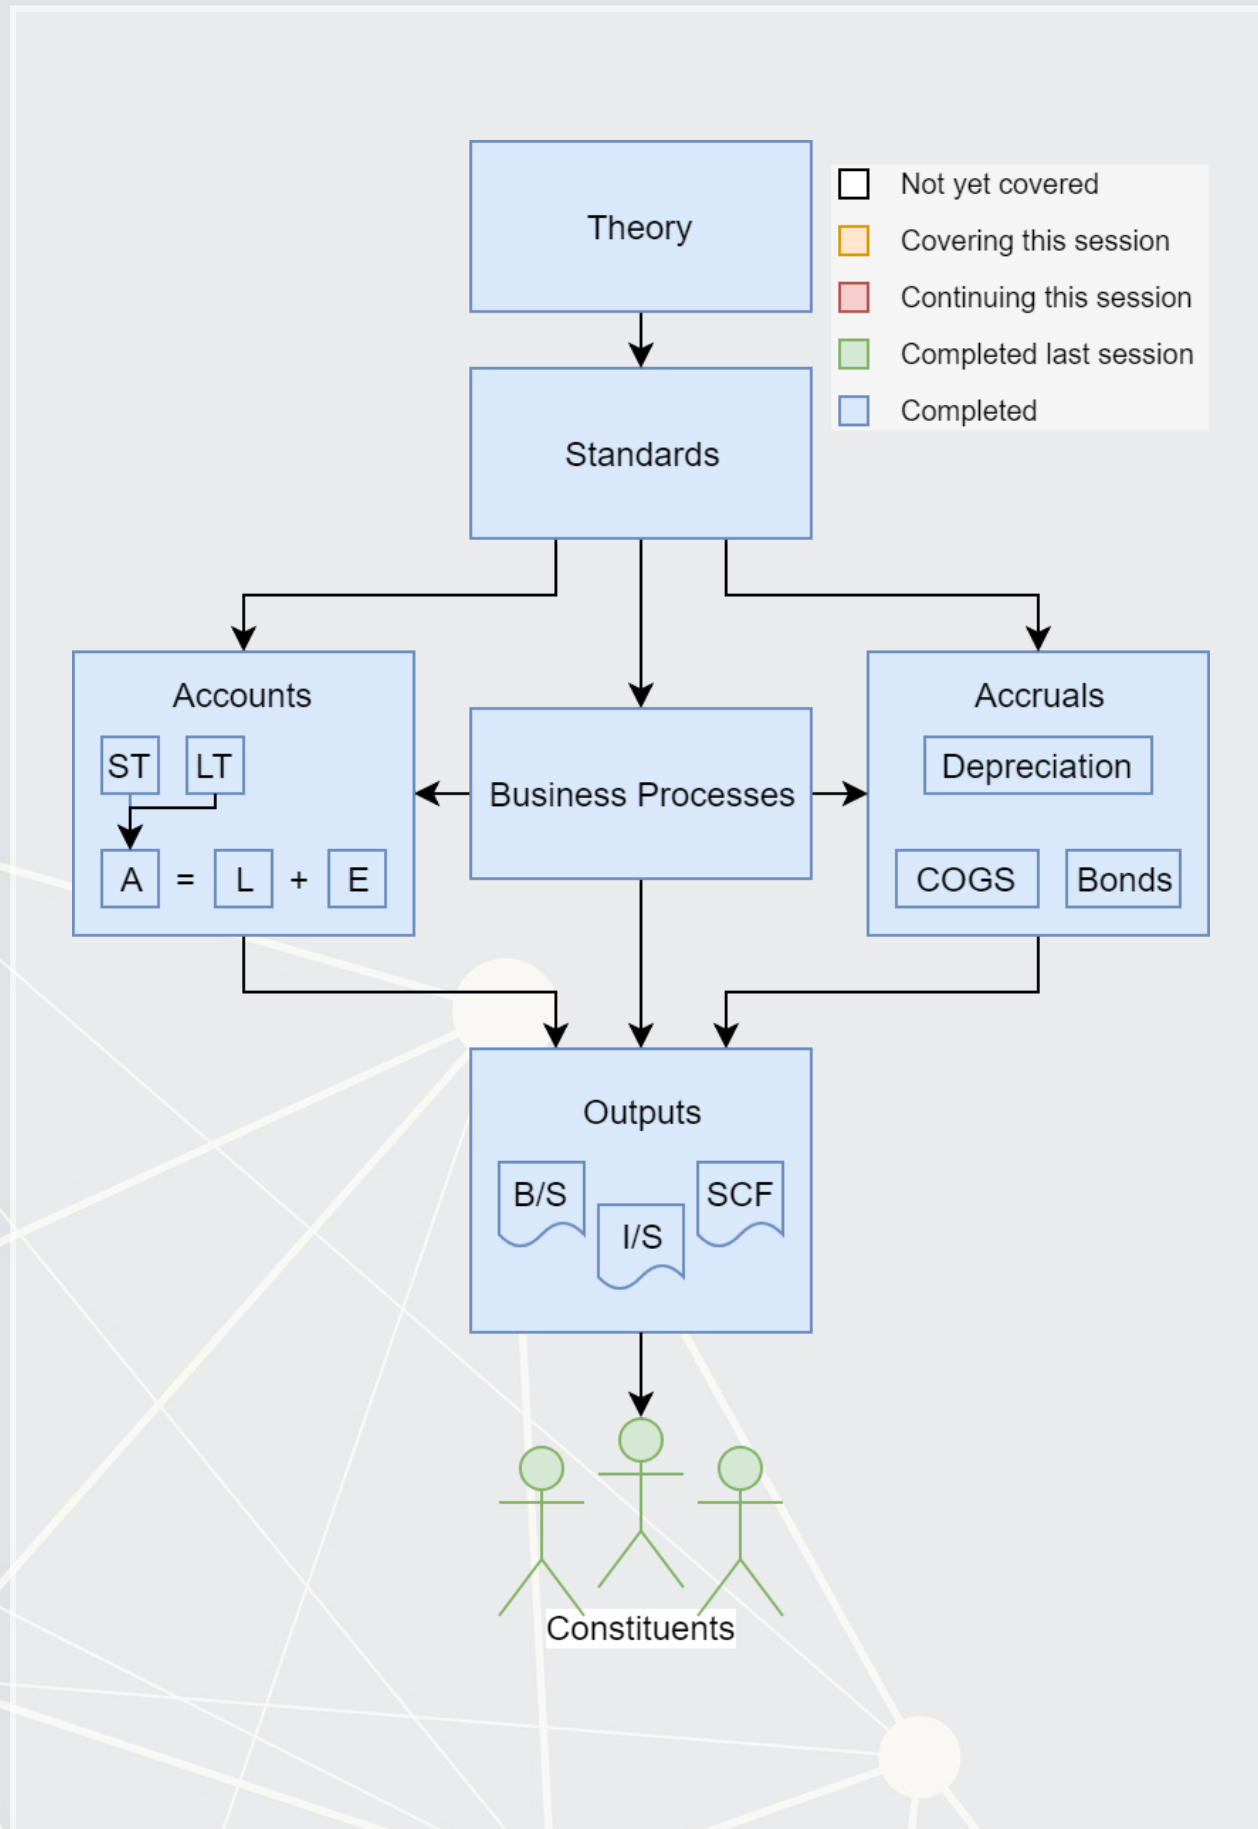 Theory
Not yet covered
Covering this session
Continuing this session
Completed last session
Completed
Standards
Accounts
ST LT
A = L + E
Business Processes
Accruals
Depreciation
COGS Bonds
Outputs
B/S
I/S
SCF
Constituents